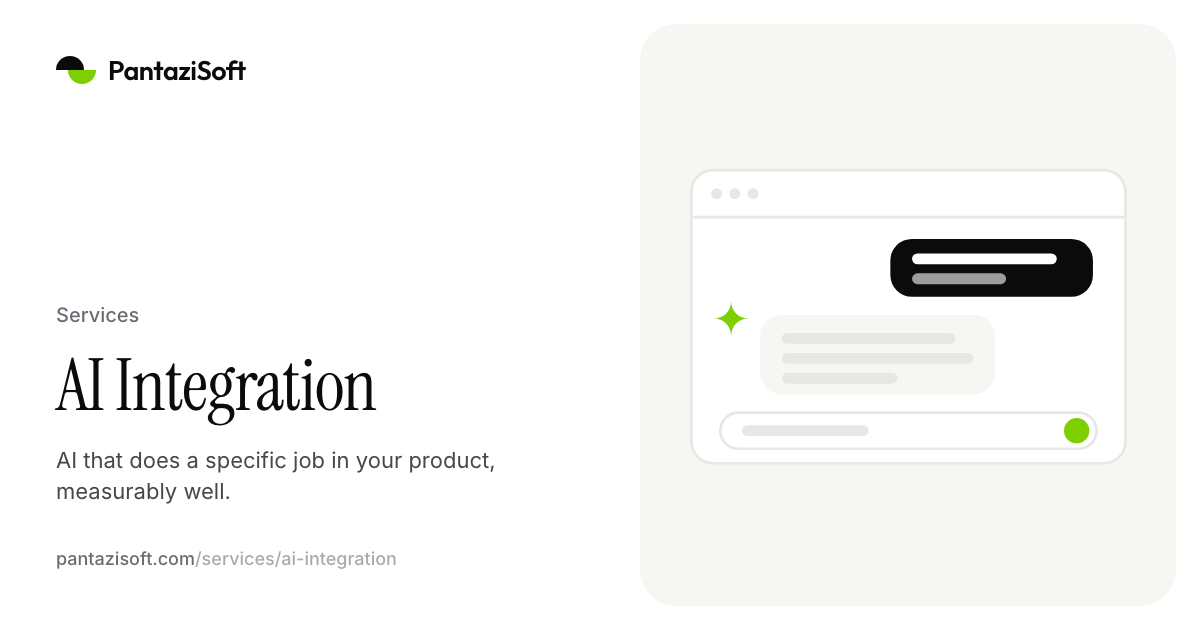 PantaziSoft
Services
AI Integration
AI that does a specific job in your product,
measurably well.
pantazisoft.com/services/ai-integration